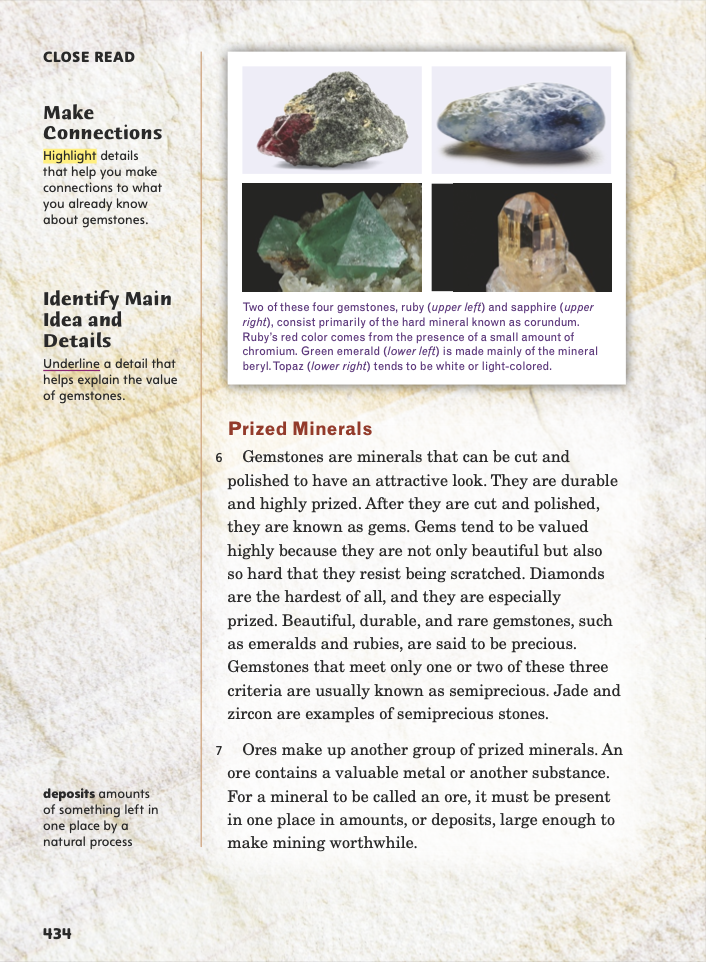 CLOSE READ
Make
Connections
Highlight details
that help you make
connections to what
you already know
about gemstones.
Identify Main
Idea and
Details
Underline a detail that
helps explain the value
of gemstones.
Two of these four gemstones, ruby (upper left) and sapphire (upper
right), consist primarily of the hard mineral known as corundum.
Ruby's red color comes from the presence of a small amount of
chromium. Green emerald (lower left) is made mainly of the mineral
beryl. Topaz (lower right) tends to be white or light-colored.
Prized Minerals
6 Gemstones are minerals that can be cut and
polished to have an attractive look. They are durable
and highly prized. After they are cut and polished,
they are known as gems. Gems tend to be valued
highly because they are not only beautiful but also
so hard that they resist being scratched. Diamonds
are the hardest of all, and they are especially
prized. Beautiful, durable, and rare gemstones, such
as emeralds and rubies, are said to be precious.
Gemstones that meet only one or two of these three
criteria are usually known as semiprecious. Jade and
zircon are examples of semiprecious stones.
7 Ores make up another group of prized minerals. An
ore contains a valuable metal or another substance.
For a mineral to be called an ore, it must be present
in one place in amounts, or deposits, large enough to
make mining worthwhile.
deposits amounts
of something left in
one place by a
natural process
434